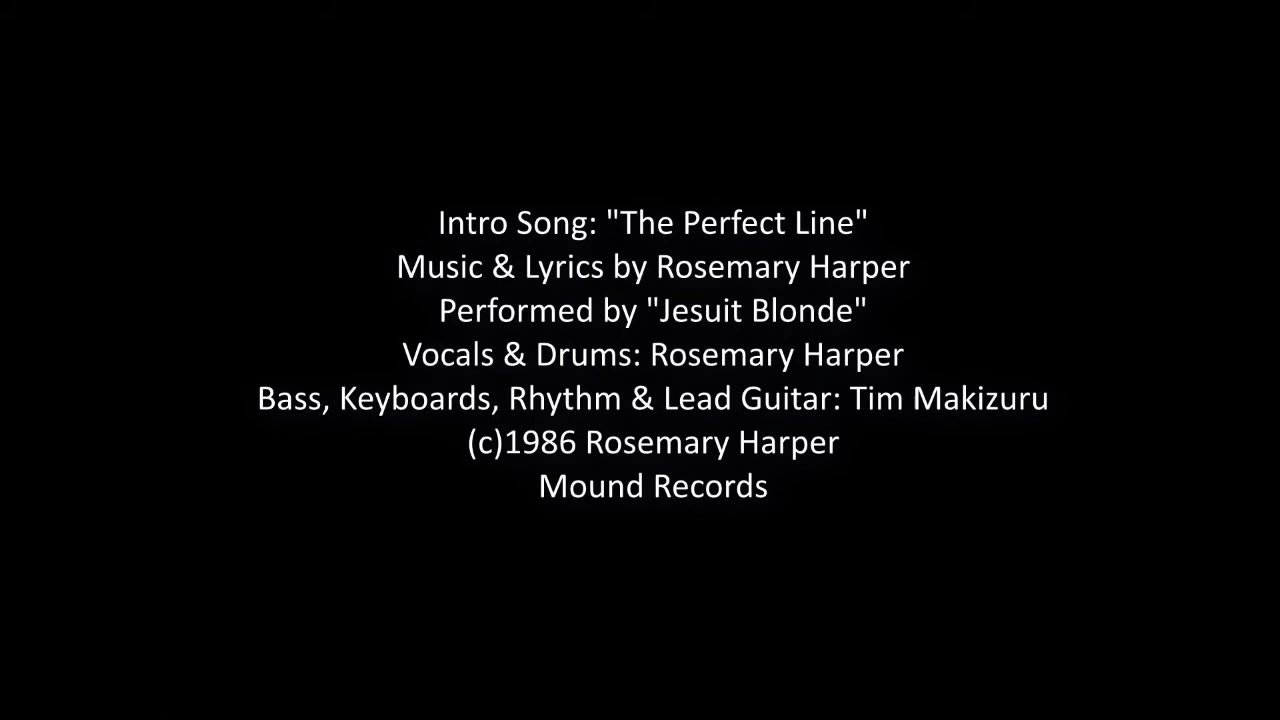 Intro Song: "The Perfect Line"
Music & Lyrics by Rosemary Harper
Performed by "Jesuit Blonde"
Vocals & Drums: Rosemary Harper
Bass, Keyboards, Rhythm & Lead Guitar: Tim Makizuru
(c)1986 Rosemary Harper
Mound Records